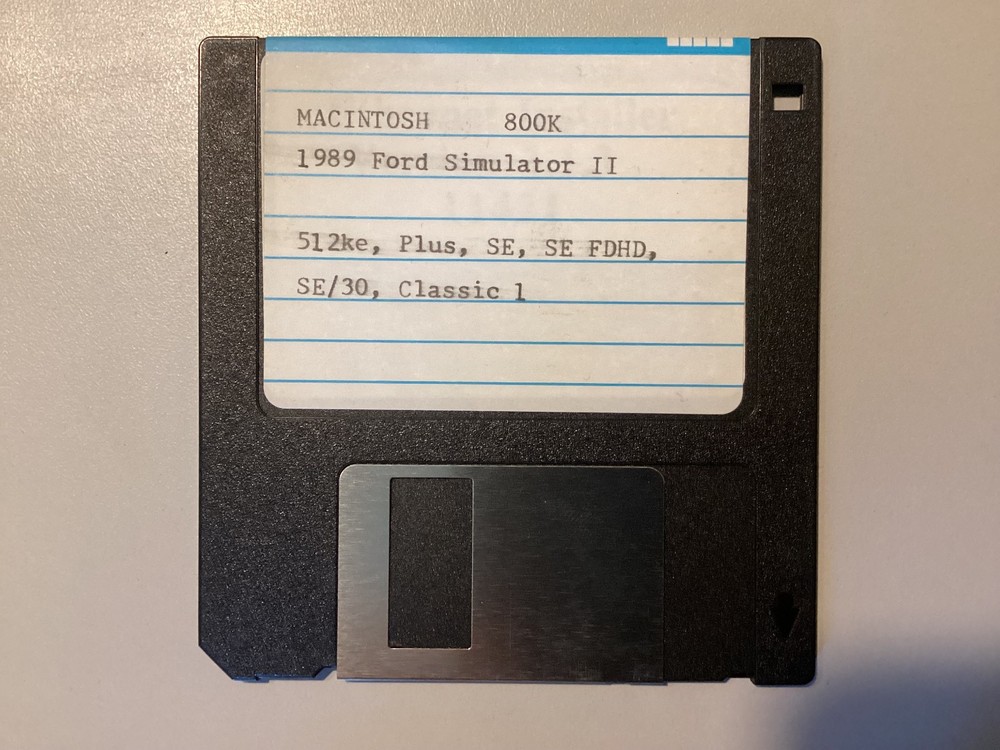 MACINTOSH 800K
1989 Ford Simulator II
512ke, Plus, SE, SE FDHD,
SE/30, Classic 1